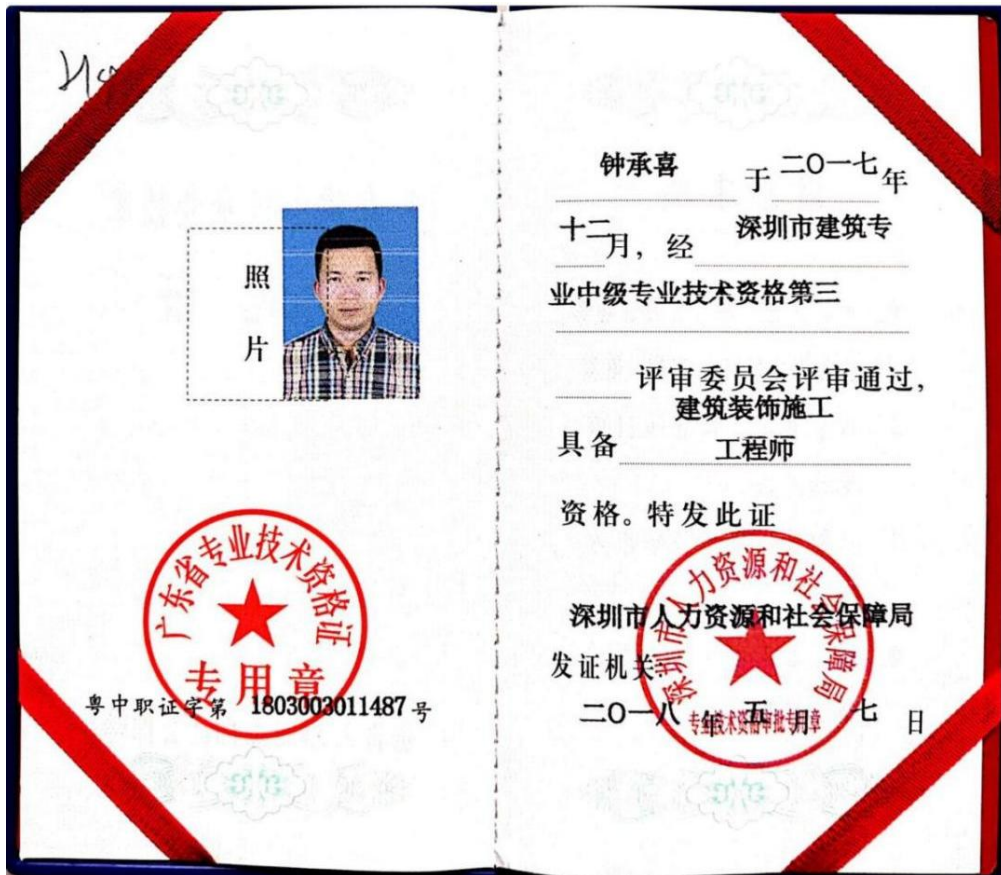 照
片
广东省专业技术资格证
专用章
粤中职证字第 1803003011487 号
钟承喜 于 二〇一七 年
十二月，经 深圳市建筑专
业中级专业技术资格第三
评审委员会评审通过，
建筑装饰施工
具备 工程师
资格。特发此证
深圳市人力资源和社会保障局
深圳市人力资源和社会保障局
发证机关：
二〇一八 年 五 月 七 日
专业技术资格审批专用章